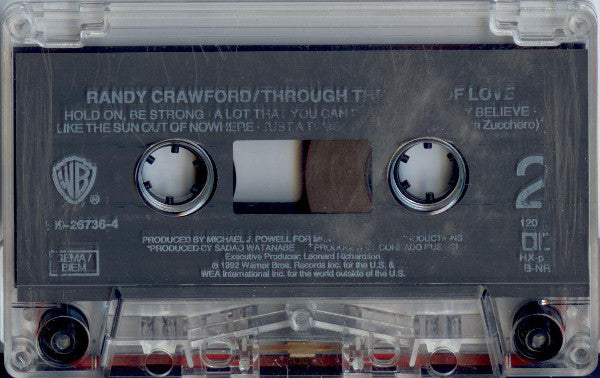 RANDY CRAWFORD/THROUGH TH OF LOVE
HOLD ON, BE STRONG · A LOT THAT YOU CAN BELIEVE ·
LIKE THE SUN OUT OF NOWHERE · JUST A Zucchero)*
WB
-26736-4
2
GEMA/
BIEM
120
HX-p
B-NR
PRODUCED BY MICHAEL J. POWELL FOR
*PRODUCED BY SADAO WATANABE
Executive Producer: Leonard Richardson
℗ 1992 Warner Bros. Records Inc. for the U.S. &
WEA International Inc. for the world outside of the U.S.